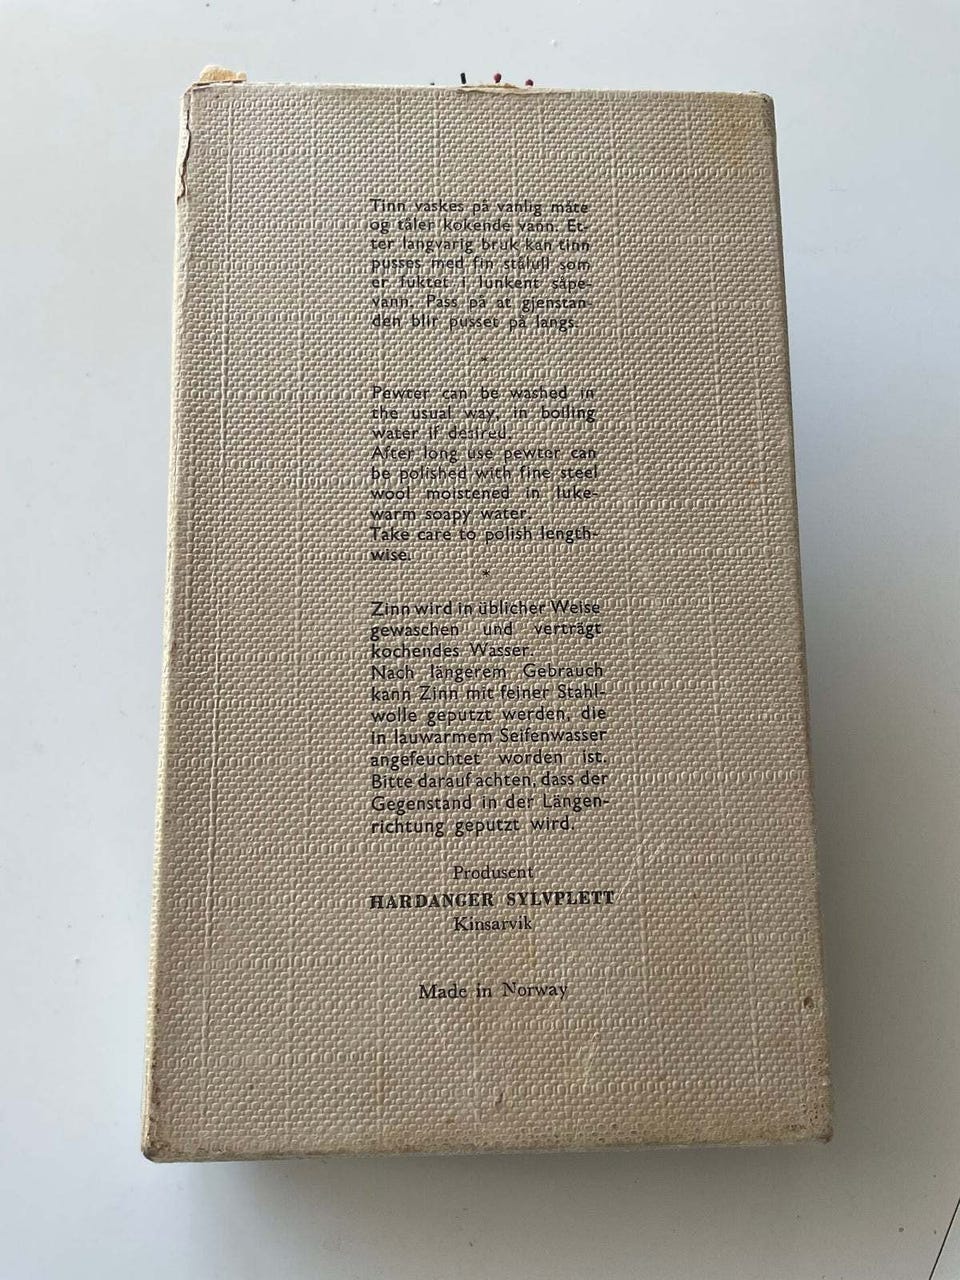 Tinn vaskes på vanlig måte
og tåler kokende vann. Et-
ter langvarig bruk kan tinn
pusses med fin stålull som
er fuktet i lunkent såpe-
vann. Pass på at gjenstan-
den blir pusset på langs.
*
Pewter can be washed in
the usual way, in boiling
water if desired.
After long use pewter can
be polished with fine steel
wool moistened in luke-
warm soapy water.
Take care to polish length-
wise.
*
Zinn wird in üblicher Weise
gewaschen und verträgt
kochendes Wasser.
Nach längerem Gebrauch
kann Zinn mit feiner Stahl-
wolle geputzt werden, die
in lauwarmem Seifenwasser
angefeuchtet worden ist.
Bitte darauf achten, dass der
Gegenstand in der Längen-
richtung geputzt wird.
Produsent
HARDANGER SYLVPLETT
Kinsarvik
Made in Norway